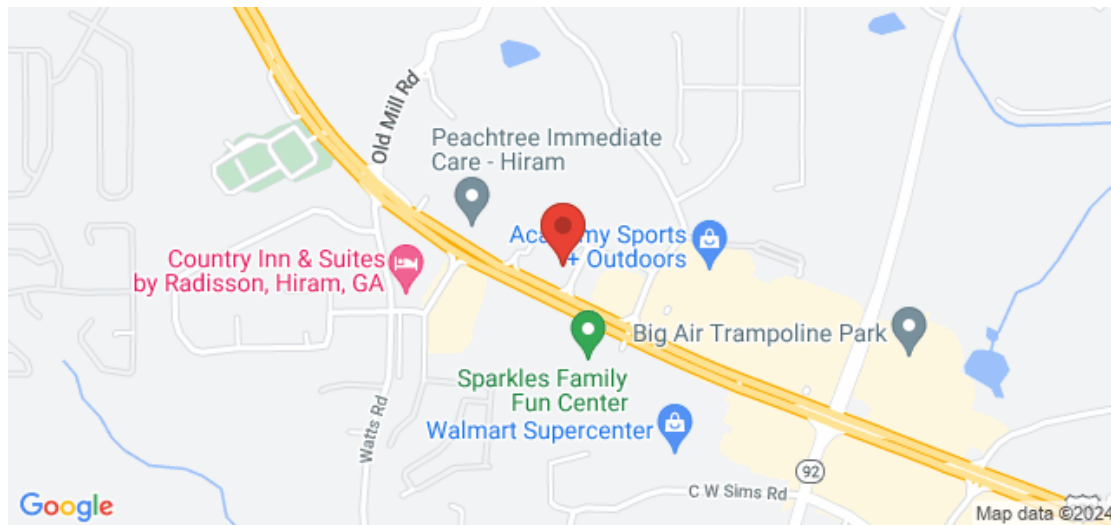 Old Mill Rd
Peachtree Immediate
Care - Hiram
Academy Sports
+ Outdoors
Country Inn & Suites
by Radisson, Hiram, GA
Big Air Trampoline Park
Sparkles Family
Fun Center
Walmart Supercenter
Watts Rd
92
C W Sims Rd
Google
Map data ©2024